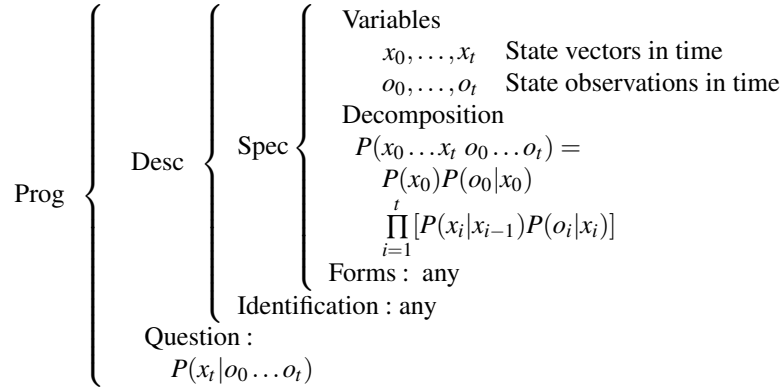 Variables
x_0,…,x_t State vectors in time
o_0,…,o_t State observations in time
Decomposition
P(x_0…x_t o_0…o_t) =
P(x_0)P(o_0|x_0)
∏_{i=1}^{t}[P(x_i|x_{i−1})P(o_i|x_i)]
Spec
Desc
Prog
Forms : any
Identification : any
Question :
P(x_t|o_0…o_t)